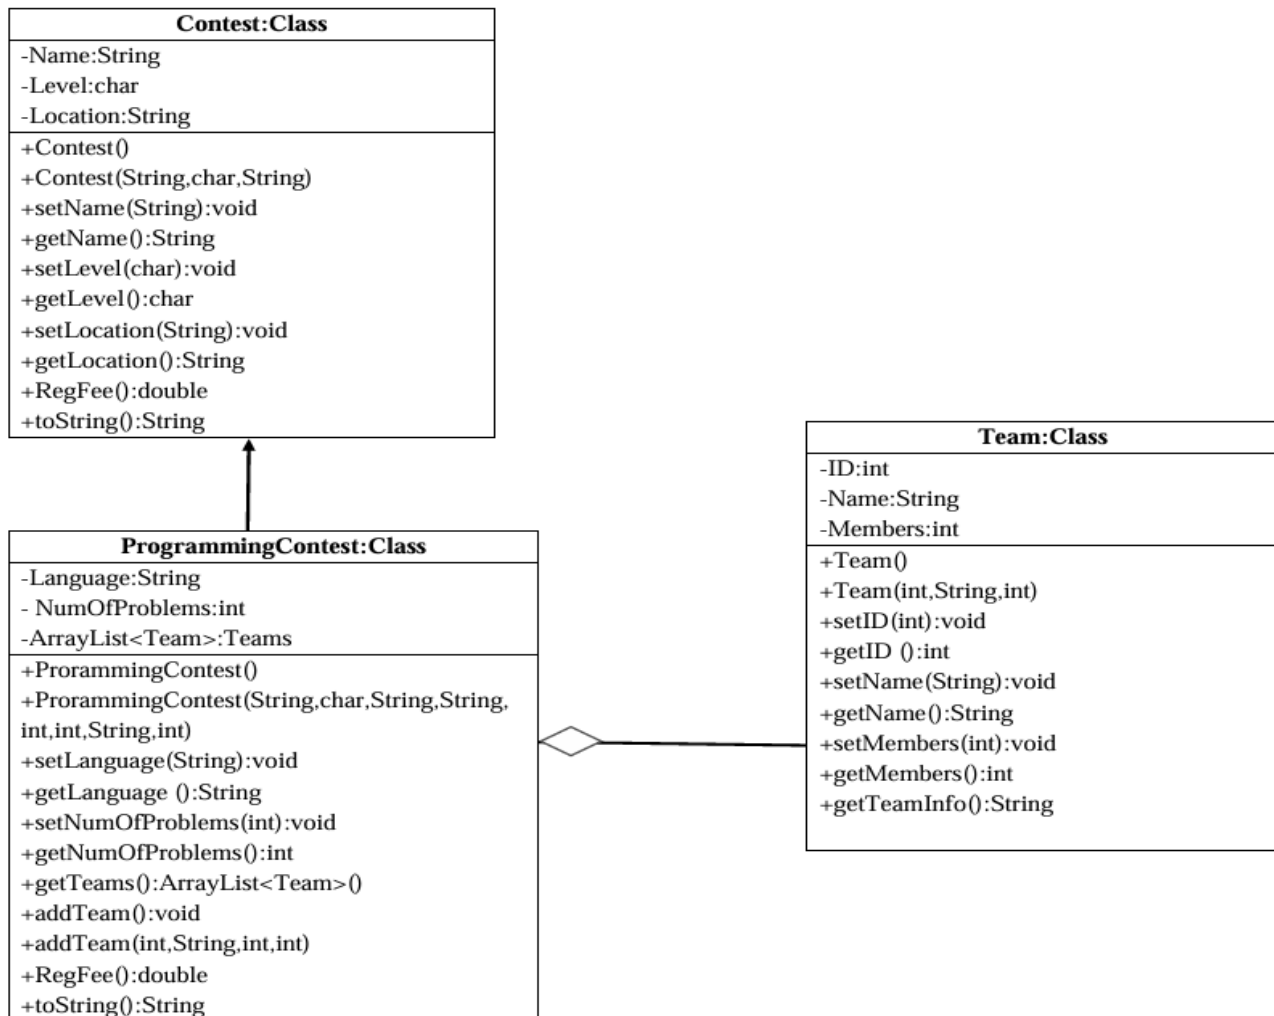 Contest:Class
-Name:String
-Level:char
-Location:String
+Contest()
+Contest(String,char,String)
+setName(String):void
+getName():String
+setLevel(char):void
+getLevel():char
+setLocation(String):void
+getLocation():String
+RegFee():double
+toString():String
ProgrammingContest:Class
-Language:String
- NumOfProblems:int
-ArrayList<Team>:Teams
+ProrammingContest()
+ProrammingContest(String,char,String,String,
int,int,String,int)
+setLanguage(String):void
+getLanguage ():String
+setNumOfProblems(int):void
+getNumOfProblems():int
+getTeams():ArrayList<Team>()
+addTeam():void
+addTeam(int,String,int,int)
+RegFee():double
+toString():String
Team:Class
-ID:int
-Name:String
-Members:int
+Team()
+Team(int,String,int)
+setID(int):void
+getID ():int
+setName(String):void
+getName():String
+setMembers(int):void
+getMembers():int
+getTeamInfo():String